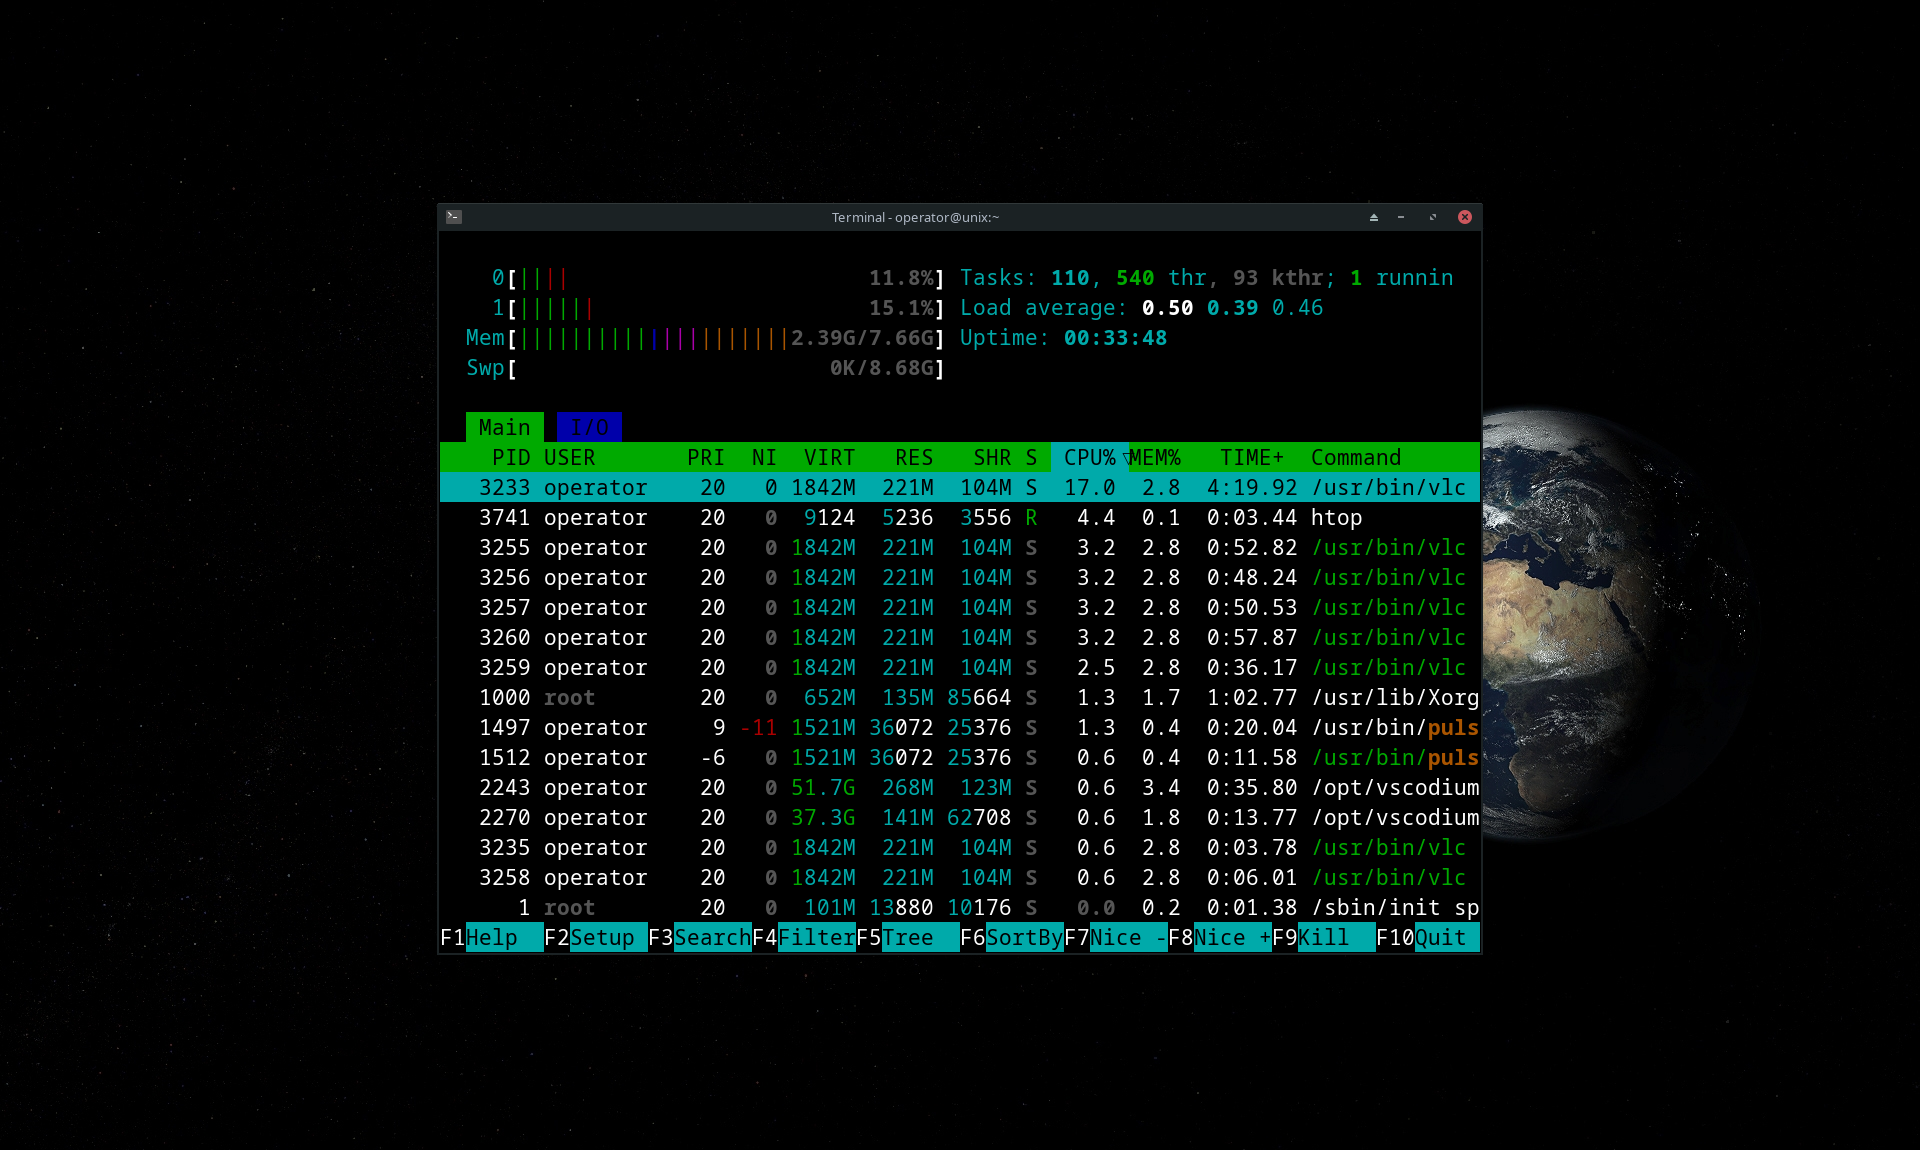 Terminal - operator@unix:~
0[|||| 11.8%] Tasks: 110, 540 thr, 93 kthr; 1 runnin
1[|||||| 15.1%] Load average: 0.50 0.39 0.46
Mem[|||||||||||||||||||||2.39G/7.66G] Uptime: 00:33:48
Swp[ 0K/8.68G]
Main I/O
PID USER PRI NI VIRT RES SHR S CPU%▽MEM% TIME+ Command
3233 operator 20 0 1842M 221M 104M S 17.0 2.8 4:19.92 /usr/bin/vlc
3741 operator 20 0 9124 5236 3556 R 4.4 0.1 0:03.44 htop
3255 operator 20 0 1842M 221M 104M S 3.2 2.8 0:52.82 /usr/bin/vlc
3256 operator 20 0 1842M 221M 104M S 3.2 2.8 0:48.24 /usr/bin/vlc
3257 operator 20 0 1842M 221M 104M S 3.2 2.8 0:50.53 /usr/bin/vlc
3260 operator 20 0 1842M 221M 104M S 3.2 2.8 0:57.87 /usr/bin/vlc
3259 operator 20 0 1842M 221M 104M S 2.5 2.8 0:36.17 /usr/bin/vlc
1000 root 20 0 652M 135M 85664 S 1.3 1.7 1:02.77 /usr/lib/Xorg
1497 operator 9 -11 1521M 36072 25376 S 1.3 0.4 0:20.04 /usr/bin/puls
1512 operator -6 0 1521M 36072 25376 S 0.6 0.4 0:11.58 /usr/bin/puls
2243 operator 20 0 51.7G 268M 123M S 0.6 3.4 0:35.80 /opt/vscodium
2270 operator 20 0 37.3G 141M 62708 S 0.6 1.8 0:13.77 /opt/vscodium
3235 operator 20 0 1842M 221M 104M S 0.6 2.8 0:03.78 /usr/bin/vlc
3258 operator 20 0 1842M 221M 104M S 0.6 2.8 0:06.01 /usr/bin/vlc
1 root 20 0 101M 13880 10176 S 0.0 0.2 0:01.38 /sbin/init sp
F1Help F2Setup F3SearchF4FilterF5Tree F6SortByF7Nice -F8Nice +F9Kill F10Quit